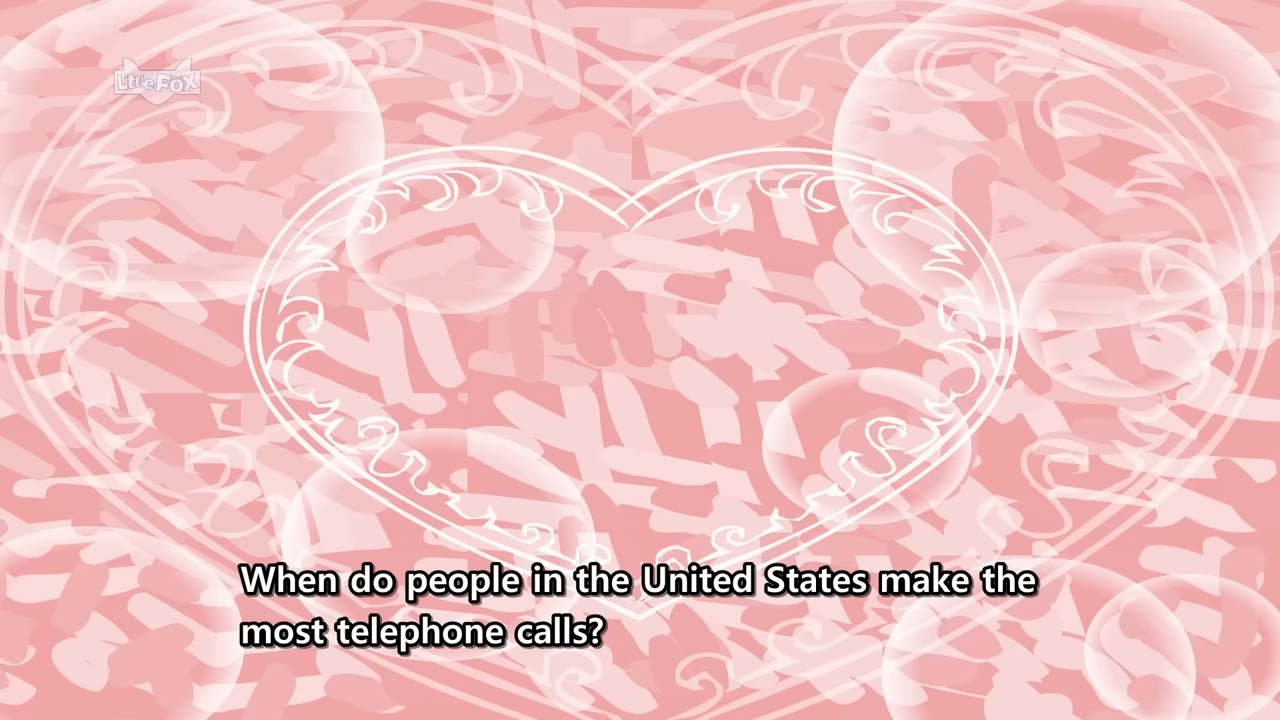 Little Fox
When do people in the United States make the
most telephone calls?